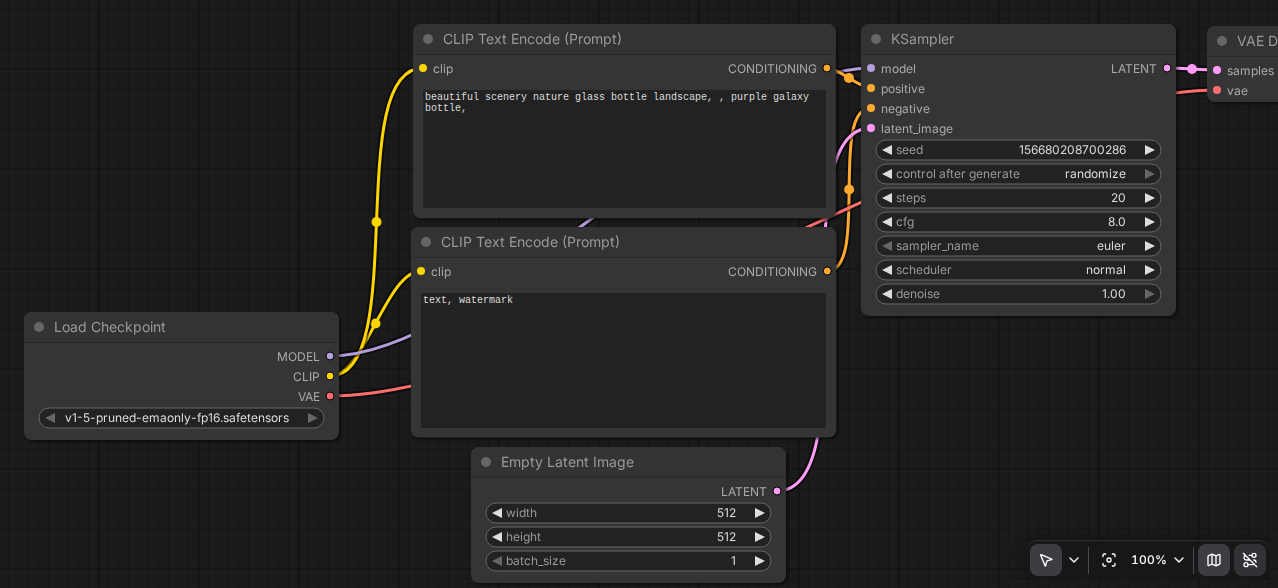 CLIP Text Encode (Prompt)
clip CONDITIONING
beautiful scenery nature glass bottle landscape, , purple galaxy
bottle,
CLIP Text Encode (Prompt)
clip CONDITIONING
text, watermark
Load Checkpoint
MODEL
CLIP
VAE
v1-5-pruned-emaonly-fp16.safetensors
Empty Latent Image
LATENT
width 512
height 512
batch_size 1
KSampler
model LATENT
positive
negative
latent_image
seed 156680208700286
control after generate randomize
steps 20
cfg 8.0
sampler_name euler
scheduler normal
denoise 1.00
VAE D
samples
vae
100%